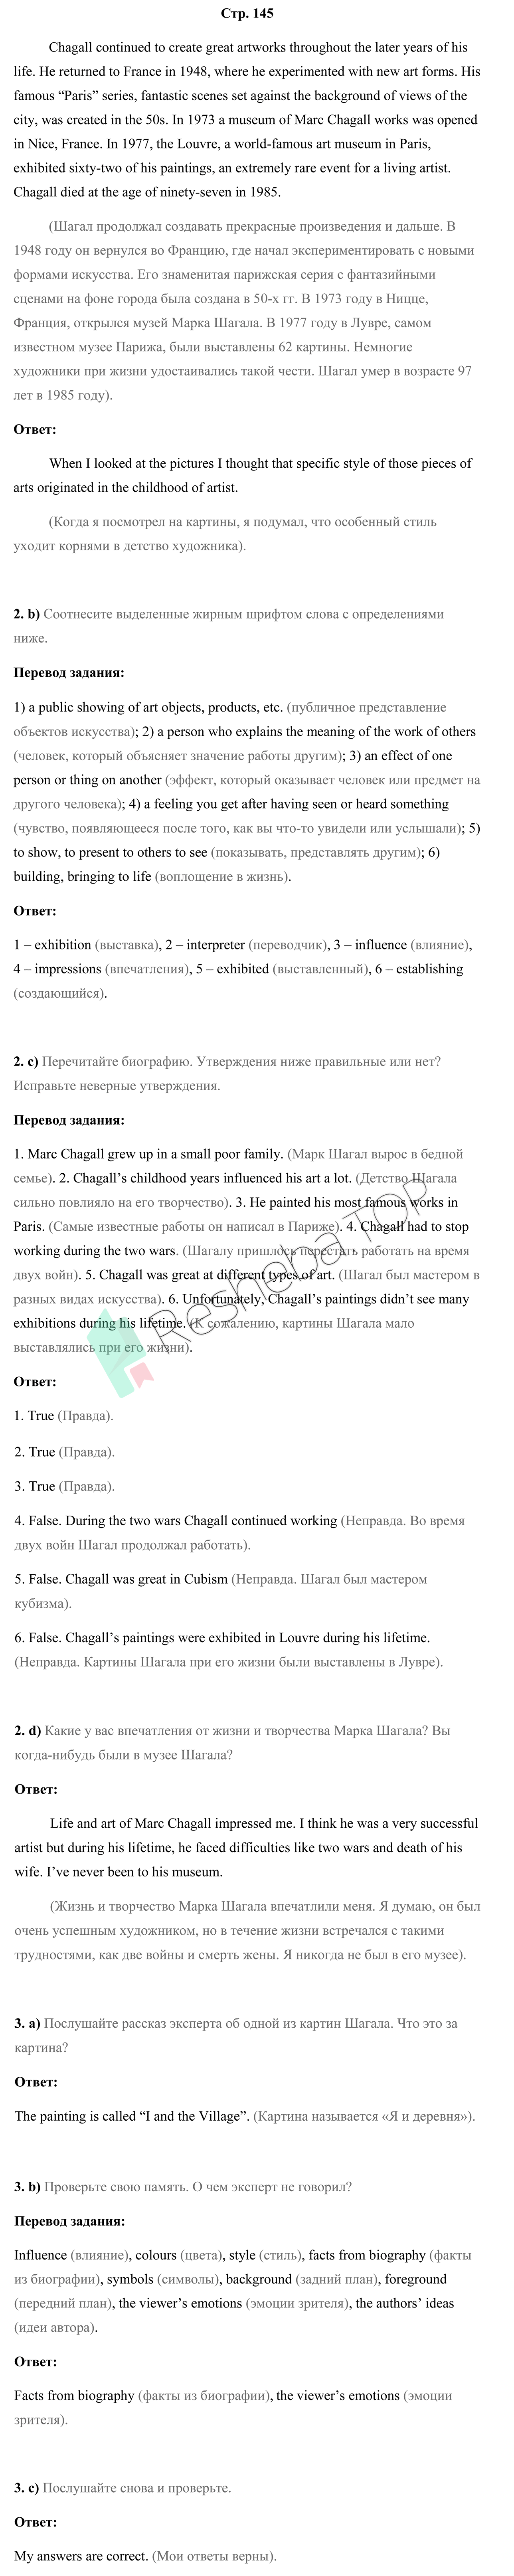 Стр. 145
Chagall continued to create great artworks throughout the later years of his
life. He returned to France in 1948, where he experimented with new art forms. His
famous “Paris” series, fantastic scenes set against the background of views of the
city, was created in the 50s. In 1973 a museum of Marc Chagall works was opened
in Nice, France. In 1977, the Louvre, a world-famous art museum in Paris,
exhibited sixty-two of his paintings, an extremely rare event for a living artist.
Chagall died at the age of ninety-seven in 1985.
(Шагал продолжал создавать прекрасные произведения и дальше. В
1948 году он вернулся во Францию, где начал экспериментировать с новыми
формами искусства. Его знаменитая парижская серия с фантазийными
сценами на фоне города была создана в 50-х гг. В 1973 году в Ницце,
Франция, открылся музей Марка Шагала. В 1977 году в Лувре, самом
известном музее Парижа, были выставлены 62 картины. Немногие
художники при жизни удостаивались такой чести. Шагал умер в возрасте 97
лет в 1985 году).
Ответ:
When I looked at the pictures I thought that specific style of those pieces of
arts originated in the childhood of artist.
(Когда я посмотрел на картины, я подумал, что особенный стиль
уходит корнями в детство художника).
2. b) Соотнесите выделенные жирным шрифтом слова с определениями
ниже.
Перевод задания:
1) a public showing of art objects, products, etc. (публичное представление
объектов искусства); 2) a person who explains the meaning of the work of others
(человек, который объясняет значение работы другим); 3) an effect of one
person or thing on another (эффект, который оказывает человек или предмет на
другого человека); 4) a feeling you get after having seen or heard something
(чувство, появляющееся после того, как вы что-то увидели или услышали); 5)
to show, to present to others to see (показывать, представлять другим); 6)
building, bringing to life (воплощение в жизнь).
Ответ:
1 – exhibition (выставка), 2 – interpreter (переводчик), 3 – influence (влияние),
4 – impressions (впечатления), 5 – exhibited (выставленный), 6 – establishing
(создающийся).
2. c) Перечитайте биографию. Утверждения ниже правильные или нет?
Исправьте неверные утверждения.
Перевод задания:
1. Marc Chagall grew up in a small poor family. (Марк Шагал вырос в бедной
семье). 2. Chagall’s childhood years influenced his art a lot. (Детство Шагала
сильно повлияло на его творчество). 3. He painted his most famous works in
Paris. (Самые известные работы он написал в Париже). 4. Chagall had to stop
working during the two wars. (Шагалу пришлось перестать работать на время
двух войн). 5. Chagall was great at different types of art. (Шагал был мастером в
разных видах искусства). 6. Unfortunately, Chagall’s paintings didn’t see many
exhibitions during his lifetime. (К сожалению, картины Шагала мало
выставлялись при его жизни).
Resheba TOP
Ответ:
1. True (Правда).
2. True (Правда).
3. True (Правда).
4. False. During the two wars Chagall continued working (Неправда. Во время
двух войн Шагал продолжал работать).
5. False. Chagall was great in Cubism (Неправда. Шагал был мастером
кубизма).
6. False. Chagall’s paintings were exhibited in Louvre during his lifetime.
(Неправда. Картины Шагала при его жизни были выставлены в Лувре).
2. d) Какие у вас впечатления от жизни и творчества Марка Шагала? Вы
когда-нибудь были в музее Шагала?
Ответ:
Life and art of Marc Chagall impressed me. I think he was a very successful
artist but during his lifetime, he faced difficulties like two wars and death of his
wife. I’ve never been to his museum.
(Жизнь и творчество Марка Шагала впечатлили меня. Я думаю, он был
очень успешным художником, но в течение жизни встречался с такими
трудностями, как две войны и смерть жены. Я никогда не был в его музее).
3. a) Послушайте рассказ эксперта об одной из картин Шагала. Что это за
картина?
Ответ:
The painting is called “I and the Village”. (Картина называется «Я и деревня»).
3. b) Проверьте свою память. О чем эксперт не говорил?
Перевод задания:
Influence (влияние), colours (цвета), style (стиль), facts from biography (факты
из биографии), symbols (символы), background (задний план), foreground
(передний план), the viewer’s emotions (эмоции зрителя), the authors’ ideas
(идеи автора).
Ответ:
Facts from biography (факты из биографии), the viewer’s emotions (эмоции
зрителя).
3. c) Послушайте снова и проверьте.
Ответ:
My answers are correct. (Мои ответы верны).